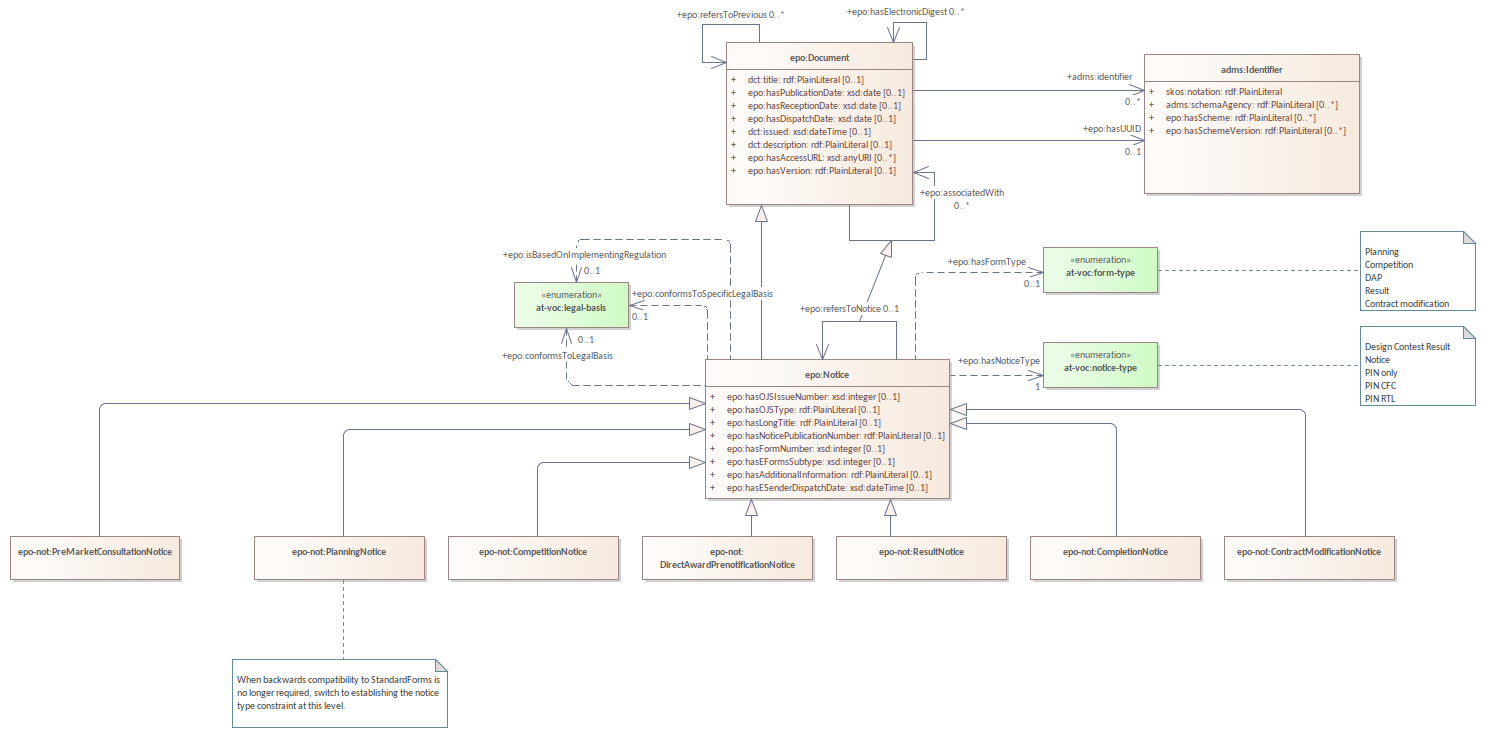 +epo:refersToPrevious 0..*
+epo:hasElectronicDigest 0..*
epo:Document
+ dct:title: rdf:PlainLiteral [0..1]
+ epo:hasPublicationDate: xsd:date [0..1]
+ epo:hasReceptionDate: xsd:date [0..1]
+ epo:hasDispatchDate: xsd:date [0..1]
+ dct:issued: xsd:dateTime [0..1]
+ dct:description: rdf:PlainLiteral [0..1]
+ epo:hasAccessURL: xsd:anyURI [0..*]
+ epo:hasVersion: rdf:PlainLiteral [0..1]
+adms:identifier
0..*
+epo:hasUUID
0..1
adms:Identifier
+ skos:notation: rdf:PlainLiteral
+ adms:schemaAgency: rdf:PlainLiteral [0..*]
+ epo:hasScheme: rdf:PlainLiteral [0..*]
+ epo:hasSchemeVersion: rdf:PlainLiteral [0..*]
+epo:associatedWith
0..*
+epo:isBasedOnImplementingRegulation
0..1
«enumeration»
at-voc:legal-basis
+epo:conformsToSpecificLegalBasis
0..1
0..1
+epo:conformsToLegalBasis
+epo:refersToNotice 0..1
+epo:hasFormType
0..1
«enumeration»
at-voc:form-type
Planning
Competition
DAP
Result
Contract modification
+epo:hasNoticeType
1
«enumeration»
at-voc:notice-type
Design Contest Result
Notice
PIN only
PIN CFC
PIN RTL
epo:Notice
+ epo:hasOJSIssueNumber: xsd:integer [0..1]
+ epo:hasOJSType: rdf:PlainLiteral [0..1]
+ epo:hasLongTitle: rdf:PlainLiteral [0..1]
+ epo:hasNoticePublicationNumber: rdf:PlainLiteral [0..1]
+ epo:hasFormNumber: xsd:integer [0..1]
+ epo:hasEFormsSubtype: xsd:integer [0..1]
+ epo:hasAdditionalInformation: rdf:PlainLiteral [0..1]
+ epo:hasESenderDispatchDate: xsd:dateTime [0..1]
epo-not:PreMarketConsultationNotice
epo-not:PlanningNotice
epo-not:CompetitionNotice
epo-not:
DirectAwardPrenotificationNotice
epo-not:ResultNotice
epo-not:CompletionNotice
epo-not:ContractModificationNotice
When backwards compatibility to StandardForms is
no longer required, switch to establishing the notice
type constraint at this level.